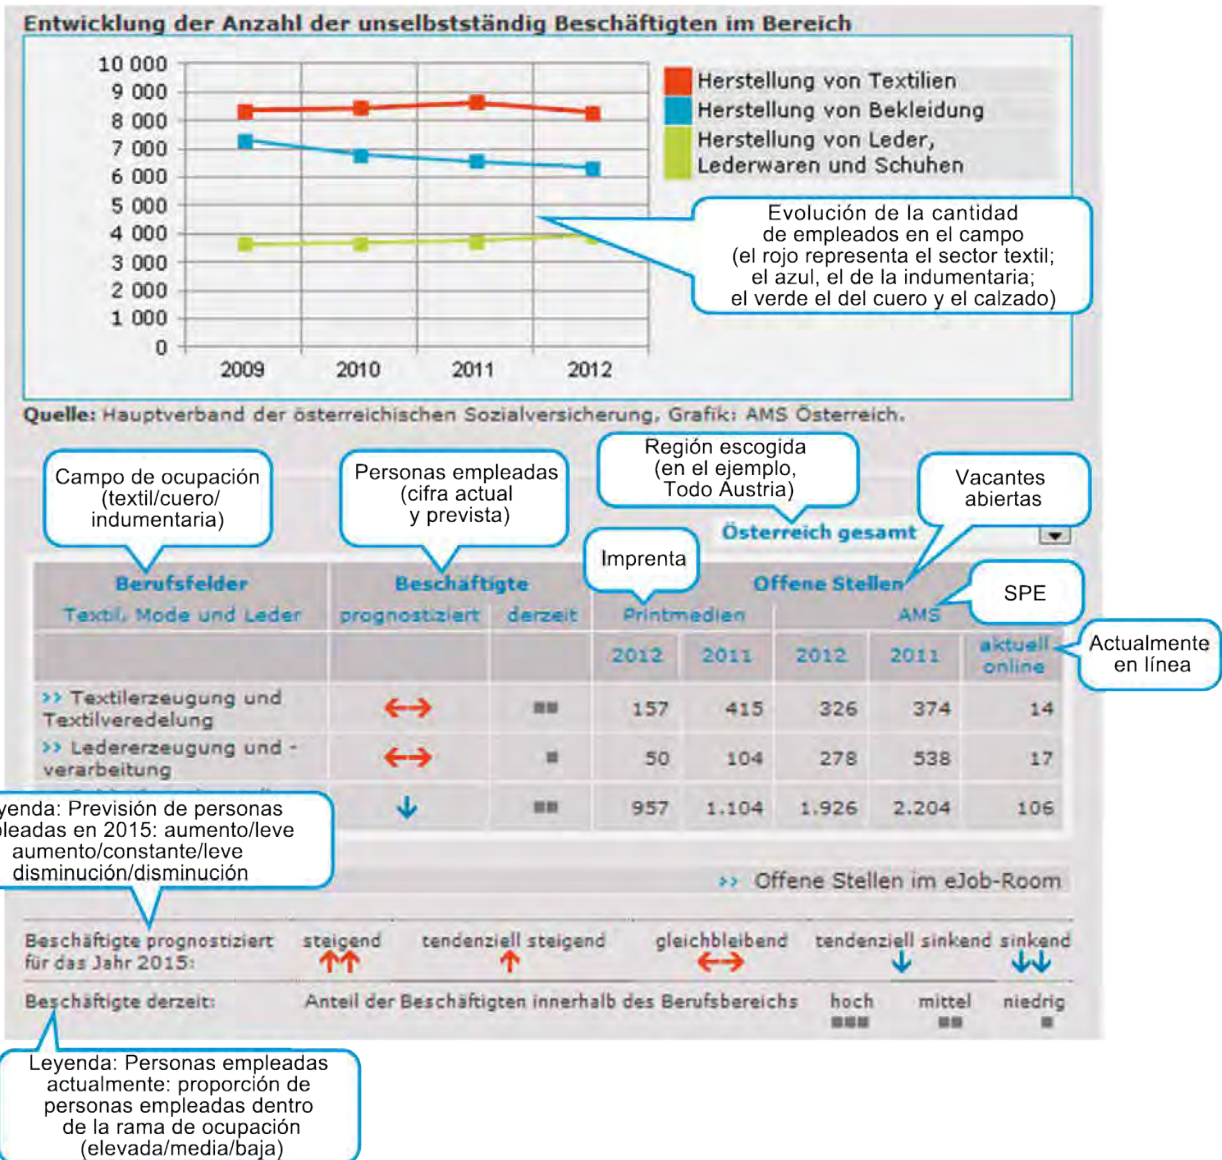 Entwicklung der Anzahl der unselbstständig Beschäftigten im Bereich
10 000
9 000
8 000
7 000
6 000
5 000
4 000
3 000
2 000
1 000
0
2009 2010 2011 2012
Herstellung von Textilien
Herstellung von Bekleidung
Herstellung von Leder,
Lederwaren und Schuhen
Evolución de la cantidad
de empleados en el campo
(el rojo representa el sector textil;
el azul, el de la indumentaria;
el verde el del cuero y el calzado)
Quelle: Hauptverband der österreichischen Sozialversicherung, Grafik: AMS Österreich.
Campo de ocupación
(textil/cuero/
indumentaria)
Personas empleadas
(cifra actual
y prevista)
Región escogida
(en el ejemplo,
Todo Austria)
Vacantes
abiertas
Österreich gesamt
Imprenta
SPE
Actualmente
en línea
Berufsfelder Beschäftigte Offene Stellen
Textil, Mode und Leder prognostiziert derzeit Printmedien AMS
2012 2011 2012 2011 aktuell
online
>> Textilerzeugung und
Textilveredelung 157 415 326 374 14
>> Ledererzeugung und -
verarbeitung 50 104 278 538 17
957 1.104 1.926 2.204 106
yenda: Previsión de personas
pleadas en 2015: aumento/leve
aumento/constante/leve
disminución/disminución
>> Offene Stellen im eJob-Room
Beschäftigte prognostiziert
für das Jahr 2015:
steigend tendenziell steigend gleichbleibend tendenziell sinkend sinkend
Beschäftigte derzeit: Anteil der Beschäftigten innerhalb des Berufsbereichs hoch mittel niedrig
Leyenda: Personas empleadas
actualmente: proporción de
personas empleadas dentro
de la rama de ocupación
(elevada/media/baja)